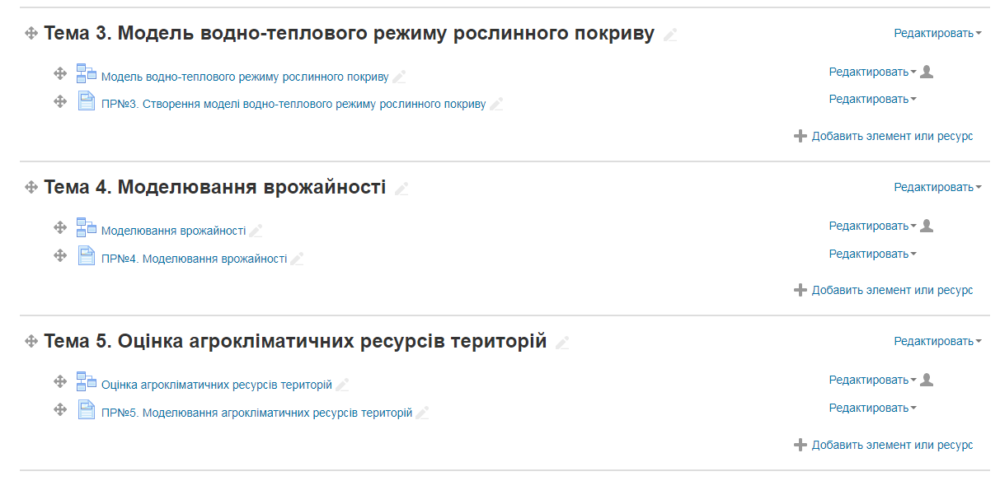 Тема 3. Модель водно-теплового режиму рослинного покриву
Редактировать
Модель водно-теплового режиму рослинного покриву
Редактировать
ПР№3. Створення моделі водно-теплового режиму рослинного покриву
Редактировать
Добавить элемент или ресурс
Тема 4. Моделювання врожайності
Редактировать
Моделювання врожайності
Редактировать
ПР№4. Моделювання врожайності
Редактировать
Добавить элемент или ресурс
Тема 5. Оцінка агрокліматичних ресурсів територій
Редактировать
Оцінка агрокліматичних ресурсів територій
Редактировать
ПР№5. Моделювання агрокліматичних ресурсів територій
Редактировать
Добавить элемент или ресурс